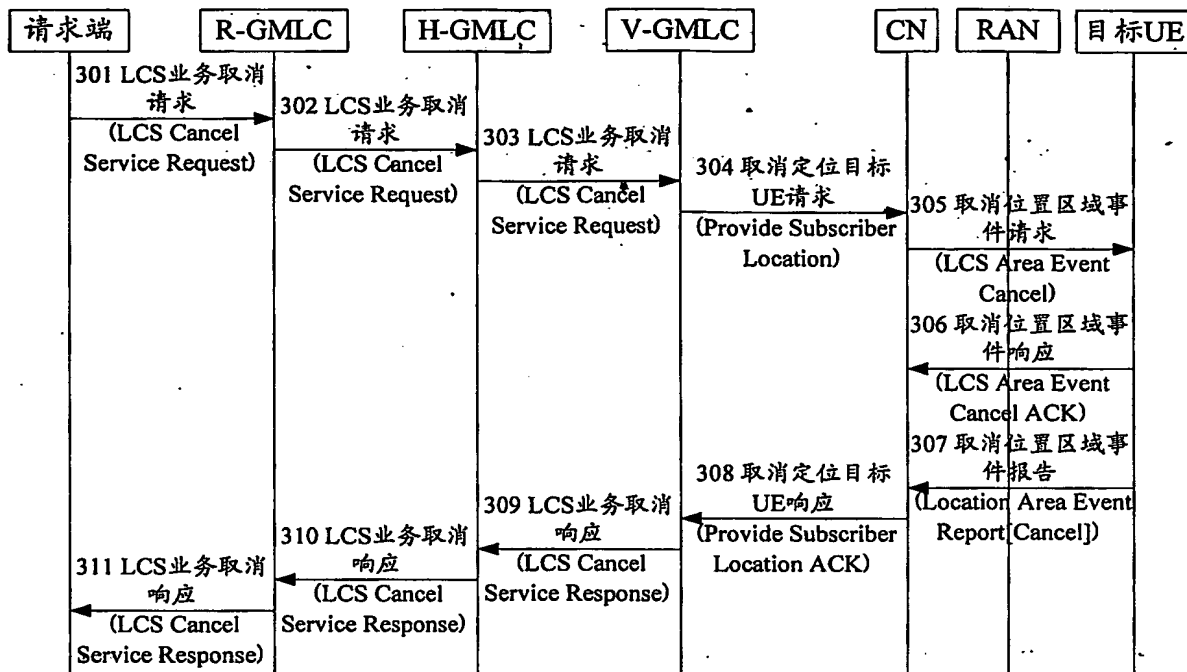 请求端
R-GMLC
H-GMLC
V-GMLC
CN
RAN
目标UE
301 LCS业务取消
请求
(LCS Cancel
Service Request)
302 LCS业务取消
请求
(LCS Cancel
Service Request)
303 LCS业务取消
请求
(LCS Cancel
Service Request)
304 取消定位目标
UE请求
(Provide Subscriber
Location)
305 取消位置区域事
件请求
(LCS Area Event
Cancel)
306 取消位置区域事
件响应
(LCS Area Event
Cancel ACK)
307 取消位置区域事
件报告
(Location Area Event
Report[Cancel])
308 取消定位目标
UE响应
(Provide Subscriber
Location ACK)
309 LCS业务取消
响应
(LCS Cancel
Service Response)
310 LCS业务取消
响应
(LCS Cancel
Service Response)
311 LCS业务取消
响应
(LCS Cancel
Service Response)